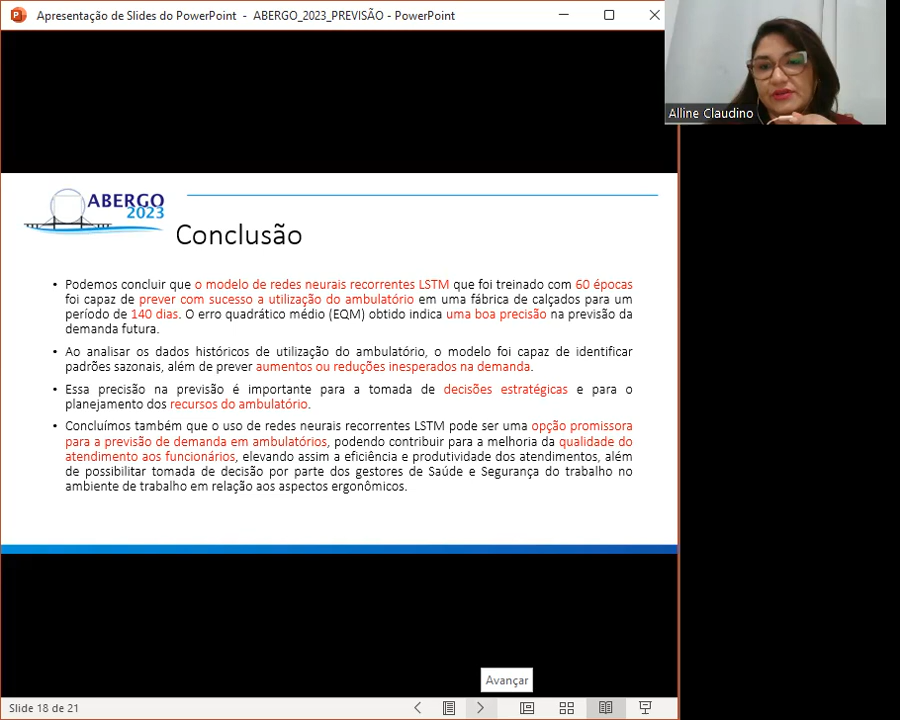 Apresentação de Slides do PowerPoint - ABERGO_2023_PREVISÃO - PowerPoint
Alline Claudino
ABERGO
2023
Conclusão
• Podemos concluir que o modelo de redes neurais recorrentes LSTM que foi treinado com 60 épocas
foi capaz de prever com sucesso a utilização do ambulatório em uma fábrica de calçados para um
período de 140 dias. O erro quadrático médio (EQM) obtido indica uma boa precisão na previsão da
demanda futura.
• Ao analisar os dados históricos de utilização do ambulatório, o modelo foi capaz de identificar
padrões sazonais, além de prever aumentos ou reduções inesperados na demanda.
• Essa precisão na previsão é importante para a tomada de decisões estratégicas e para o
planejamento dos recursos do ambulatório.
• Concluímos também que o uso de redes neurais recorrentes LSTM pode ser uma opção promissora
para a previsão de demanda em ambulatórios, podendo contribuir para a melhoria da qualidade do
atendimento aos funcionários, elevando assim a eficiência e produtividade dos atendimentos, além
de possibilitar tomada de decisão por parte dos gestores de Saúde e Segurança do trabalho no
ambiente de trabalho em relação aos aspectos ergonômicos.
Avançar
Slide 18 de 21